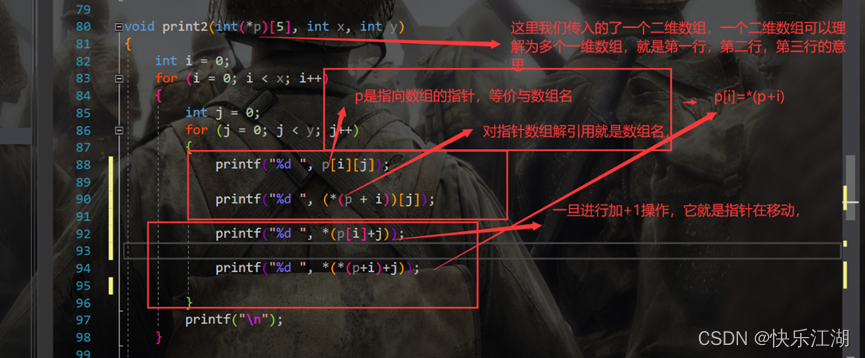 79
80 void print2(int(*p)[5], int x, int y)
这里我们传入的了一个二维数组，一个二维数组可以理
解为多个一维数组，就是第一行，第二行，第三行的意
思
81 {
82 int i = 0;
83 for (i = 0; i < x; i++)
84 {
p是指向数组的指针，等价与数组名
p[i]=*(p+i)
85 int j = 0;
86 for (j = 0; j < y; j++)
对指针数组解引用就是数组名，
87 {
88 printf("%d ", p[i][j]);
89
90 printf("%d ", (*(p + i))[j]);
91
一旦进行加+1操作，它就是指针在移动，
92 printf("%d ", *(p[i]+j));
93
94 printf("%d ", *(*(p+i)+j));
95
96 }
97 printf("\n");
98 }
99
CSDN @快乐江湖